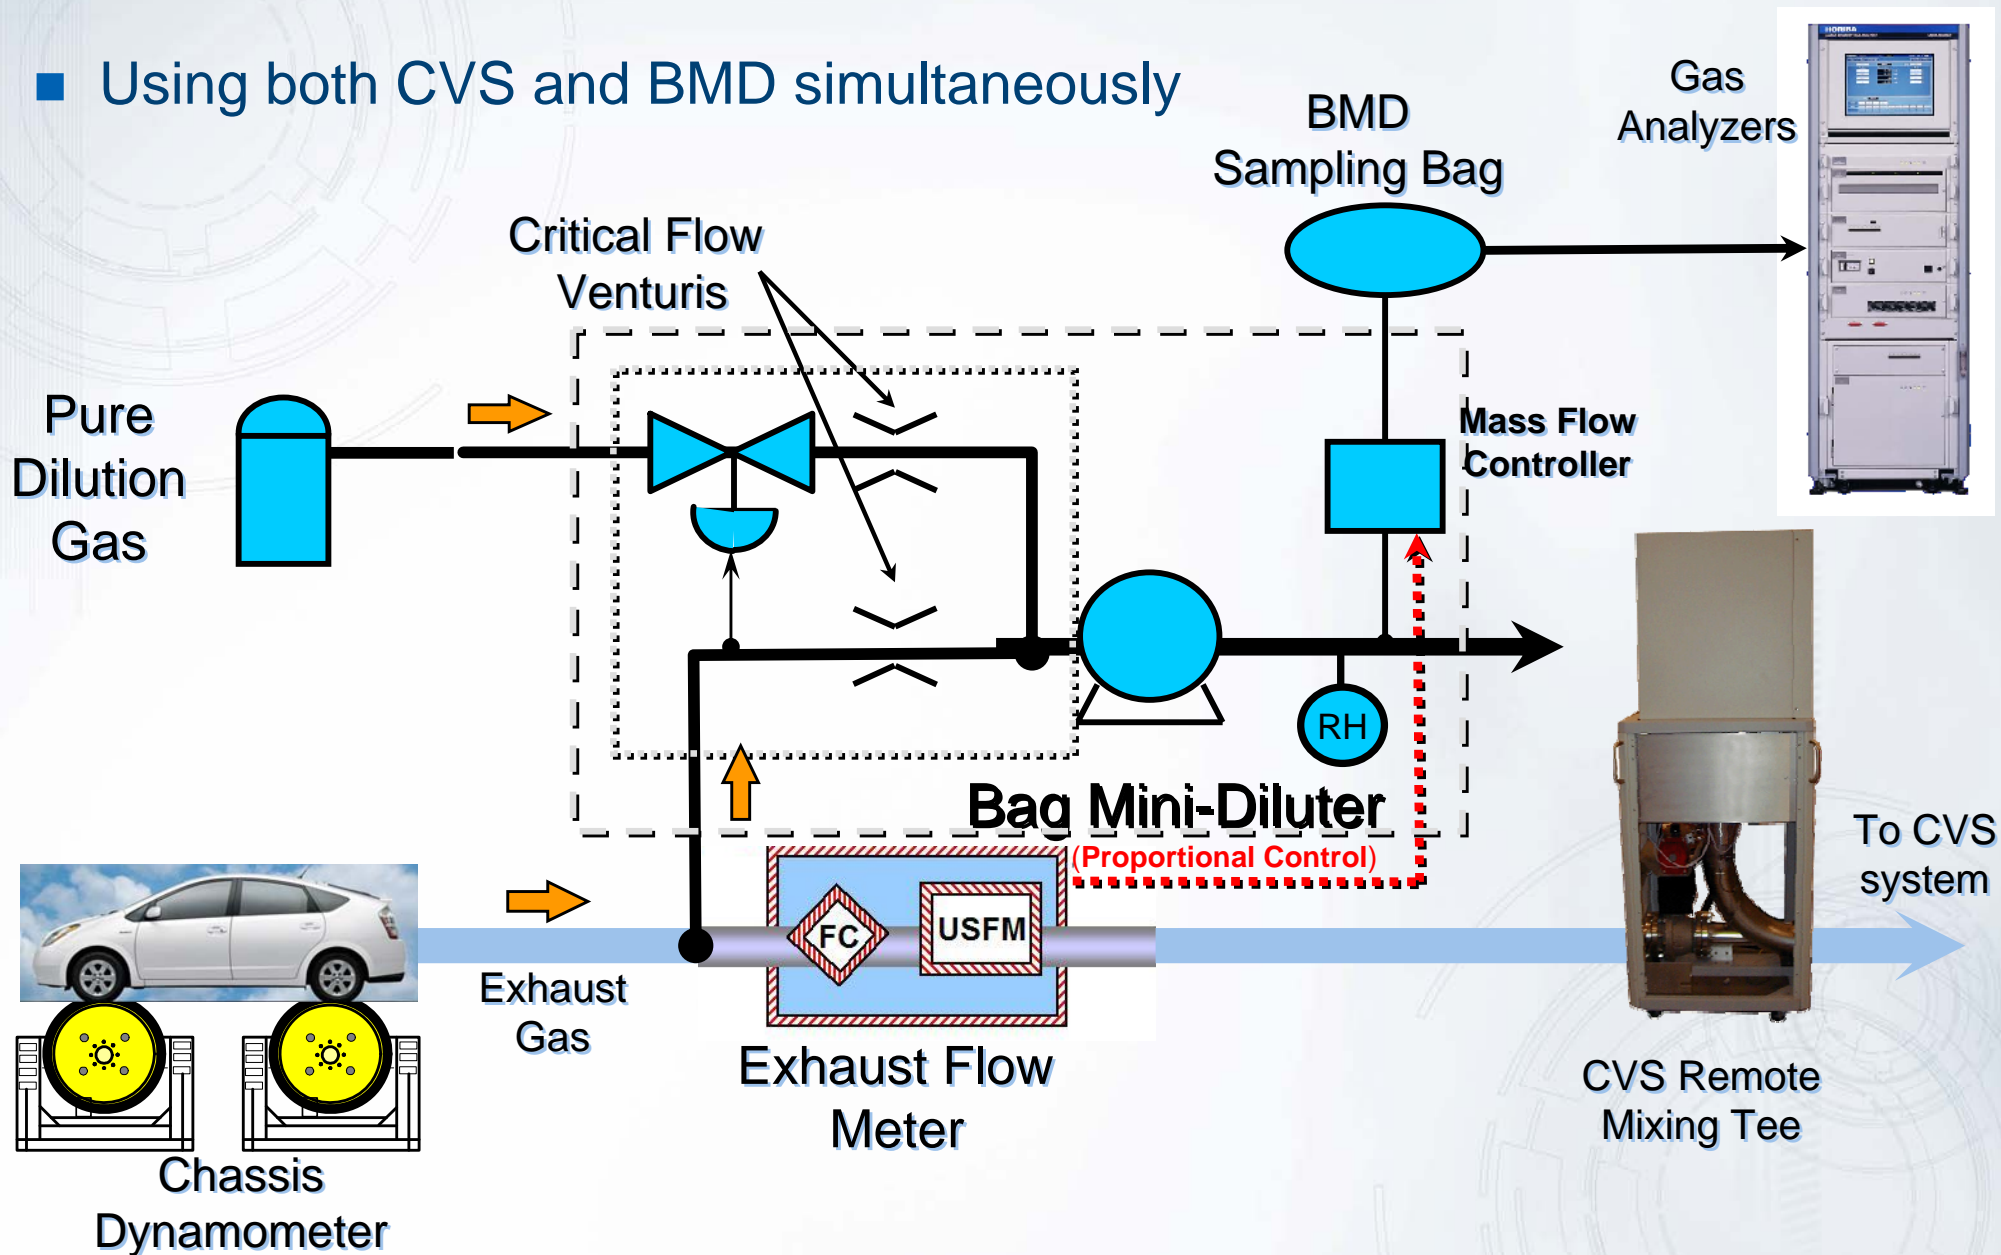 Using both CVS and BMD simultaneously
Gas
Analyzers
HORIBA
BMD
Sampling Bag
Critical Flow
Venturis
Pure
Dilution
Gas
Mass Flow
Controller
RH
Bag Mini-Diluter
(Proportional Control)
To CVS
system
FC
USFM
Exhaust
Gas
Exhaust Flow
Meter
CVS Remote
Mixing Tee
Chassis
Dynamometer